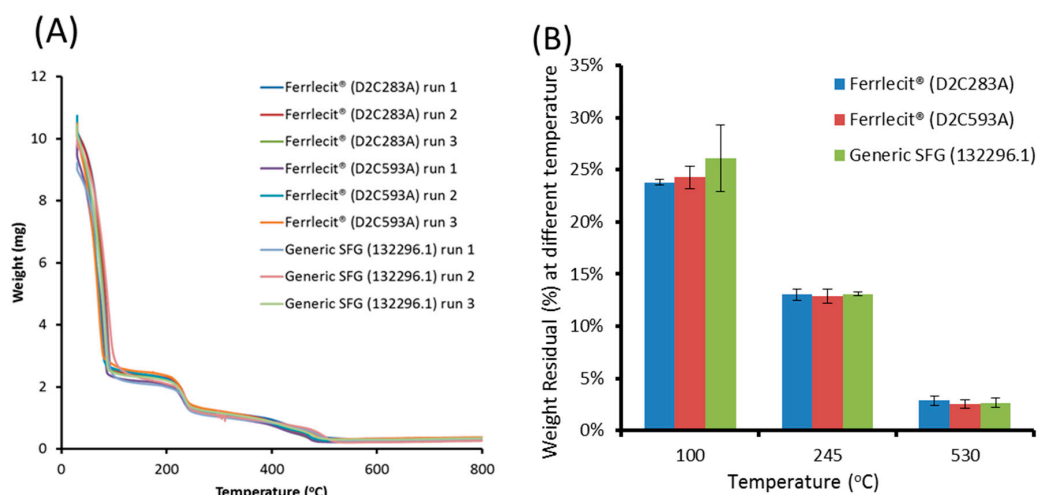 (A)
12
10
8
6
4
2
0
Weight (mg)
0
200
400
600
800
Temperature (°C)
Ferrlecit® (D2C283A) run 1
Ferrlecit® (D2C283A) run 2
Ferrlecit® (D2C283A) run 3
Ferrlecit® (D2C593A) run 1
Ferrlecit® (D2C593A) run 2
Ferrlecit® (D2C593A) run 3
Generic SFG (132296.1) run 1
Generic SFG (132296.1) run 2
Generic SFG (132296.1) run 3
(B)
35%
30%
25%
20%
15%
10%
5%
0%
Weight Residual (%) at different temperature
100
245
530
Temperature (°C)
Ferrlecit® (D2C283A)
Ferrlecit® (D2C593A)
Generic SFG (132296.1)